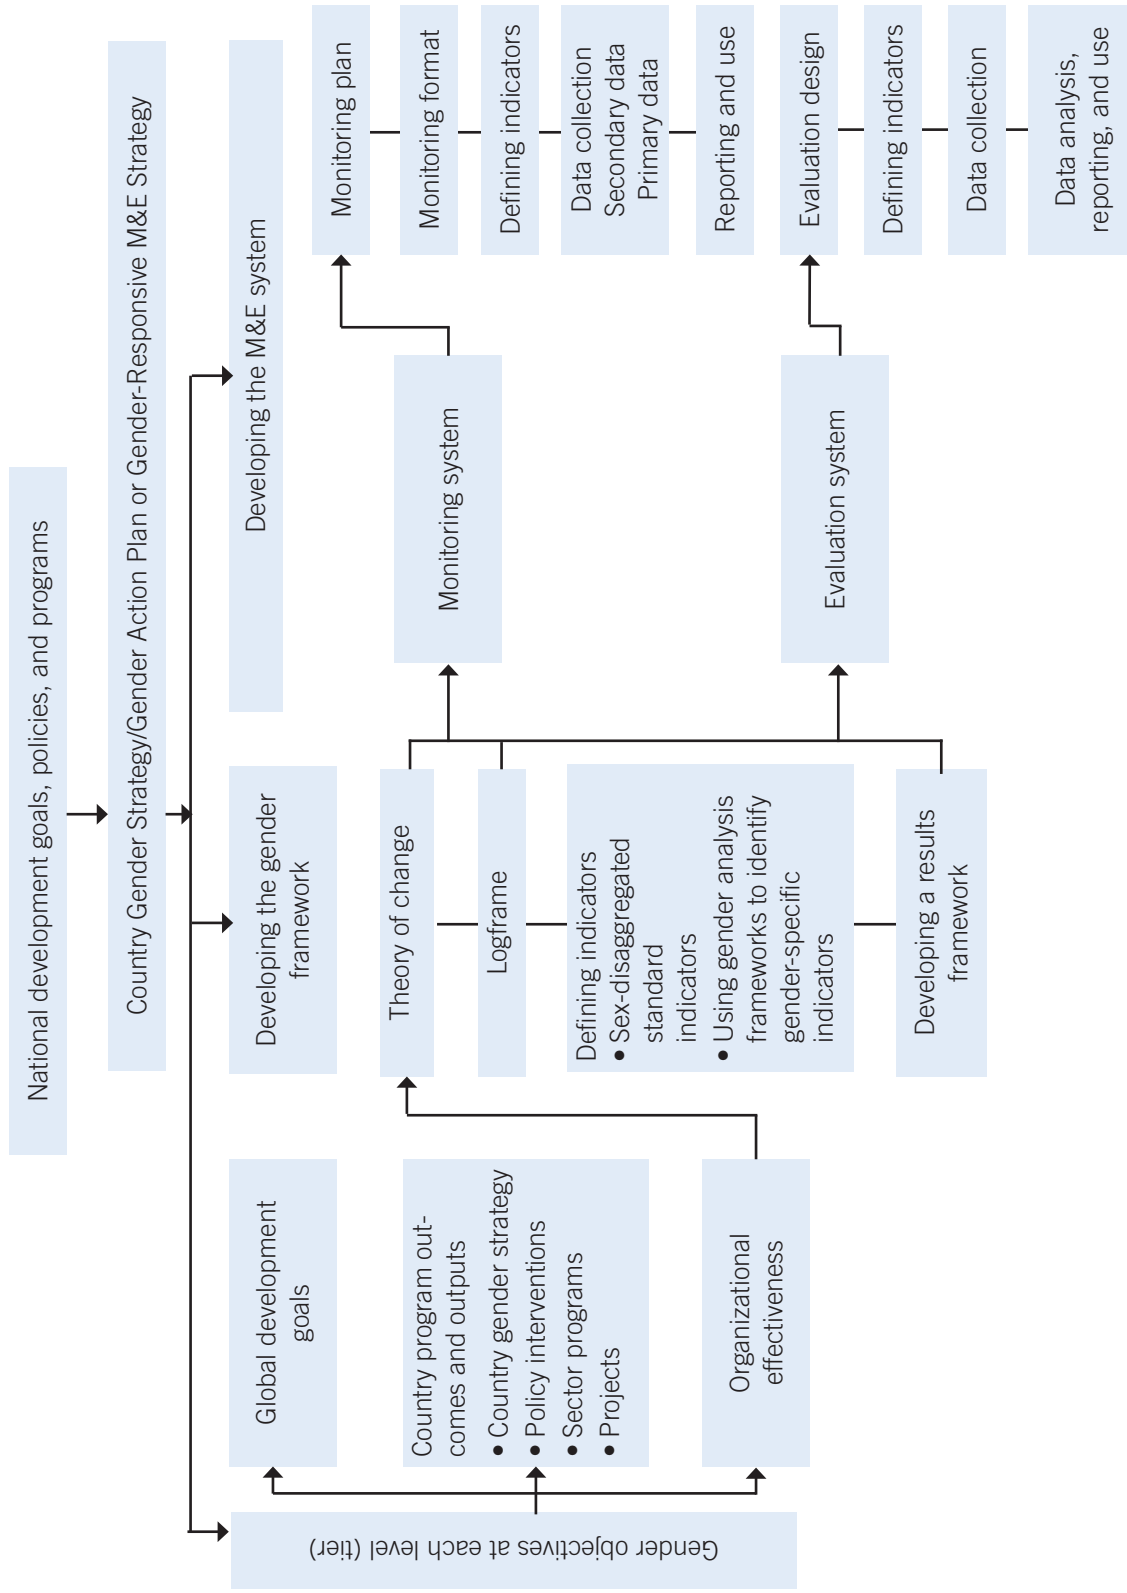 National development goals, policies, and programs
Country Gender Strategy/Gender Action Plan or Gender-Responsive M&E Strategy
Gender objectives at each level (tier)
Global development
goals
Country program out-
comes and outputs
• Country gender strategy
• Policy interventions
• Sector programs
• Projects
Organizational
effectiveness
Developing the gender
framework
Theory of change
Logframe
Defining indicators
• Sex-disaggregated
standard
indicators
• Using gender analysis
frameworks to identify
gender-specific
indicators
Developing a results
framework
Developing the M&E system
Monitoring system
Evaluation system
Monitoring plan
Monitoring format
Defining indicators
Data collection
Secondary data
Primary data
Reporting and use
Evaluation design
Defining indicators
Data collection
Data analysis,
reporting, and use